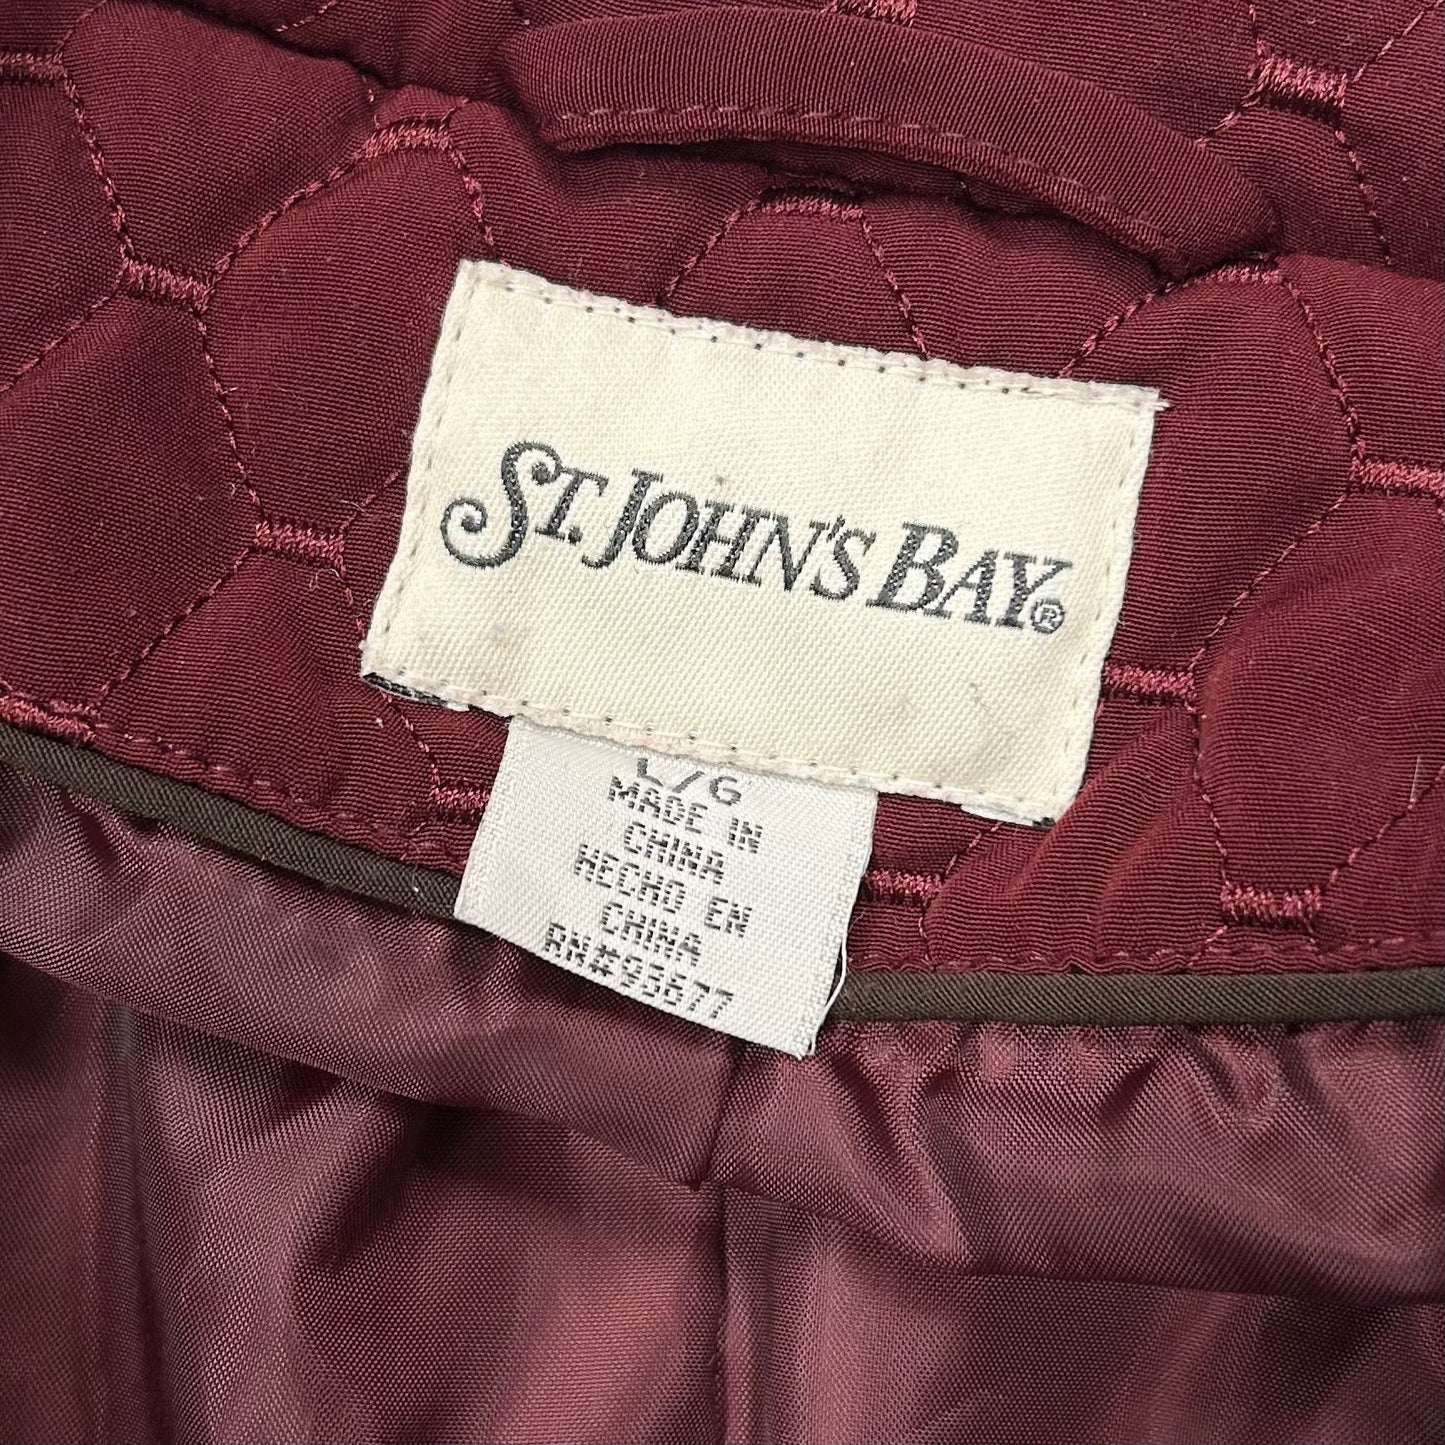 ST. JOHN'S BAY®
L/G
MADE IN
CHINA
HECHO EN
CHINA
RN#93677